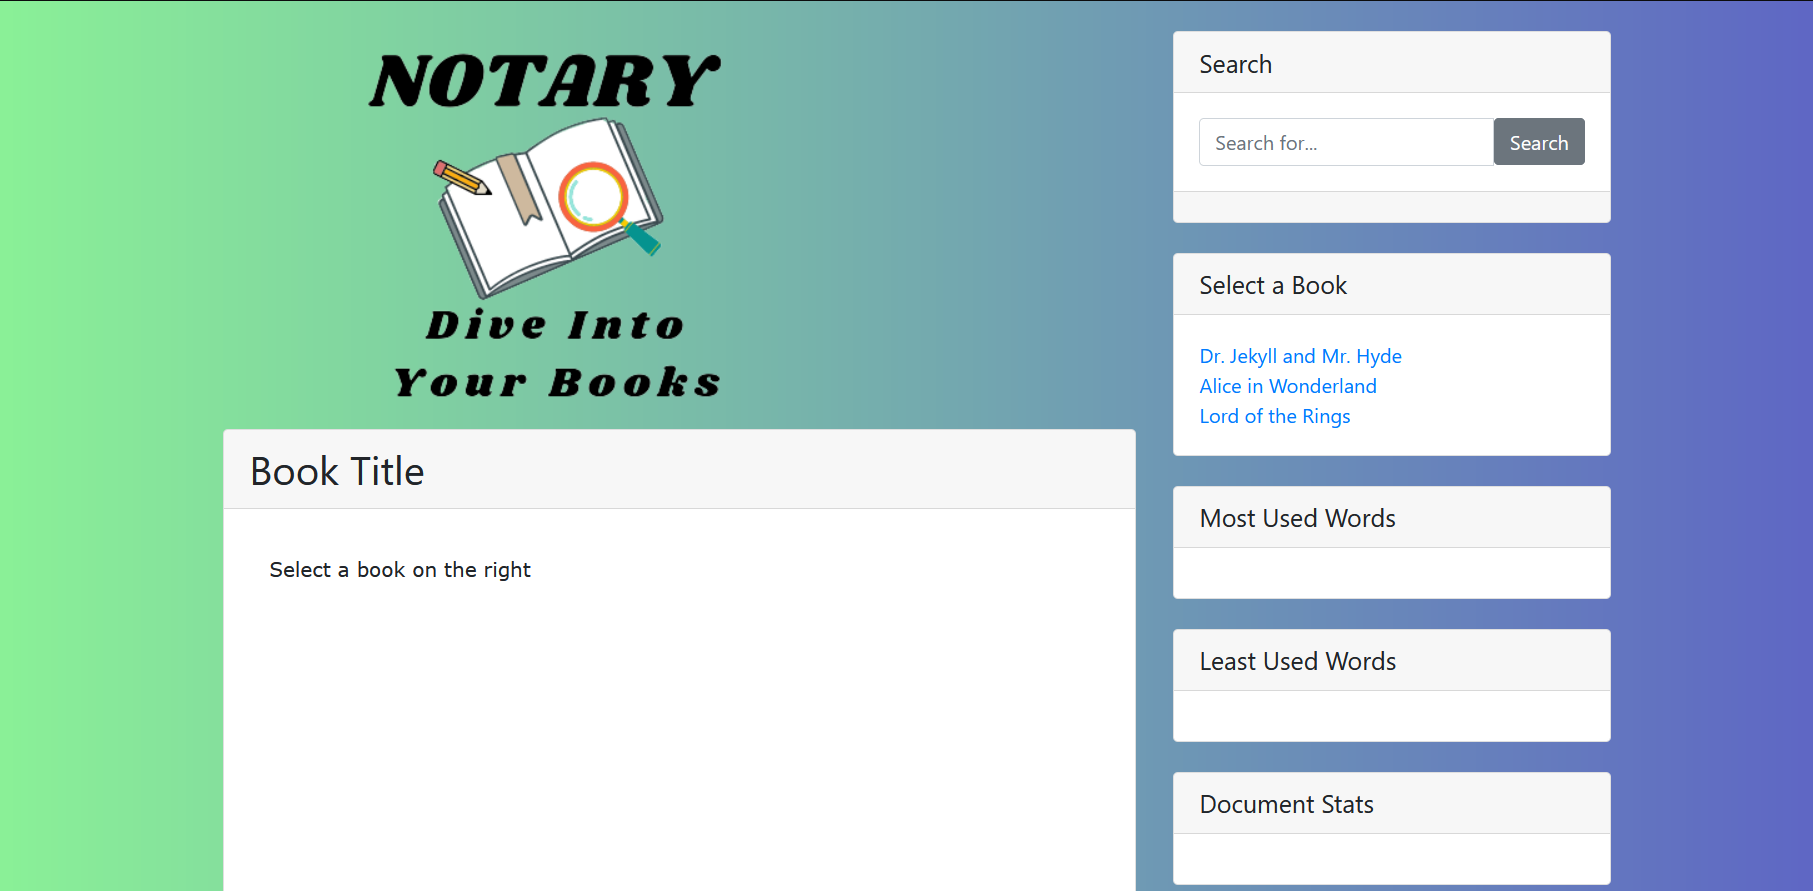 NOTARY
Dive Into
Your Books
Book Title
Select a book on the right
Search
Search for...
Search
Select a Book
Dr. Jekyll and Mr. Hyde
Alice in Wonderland
Lord of the Rings
Most Used Words
Least Used Words
Document Stats